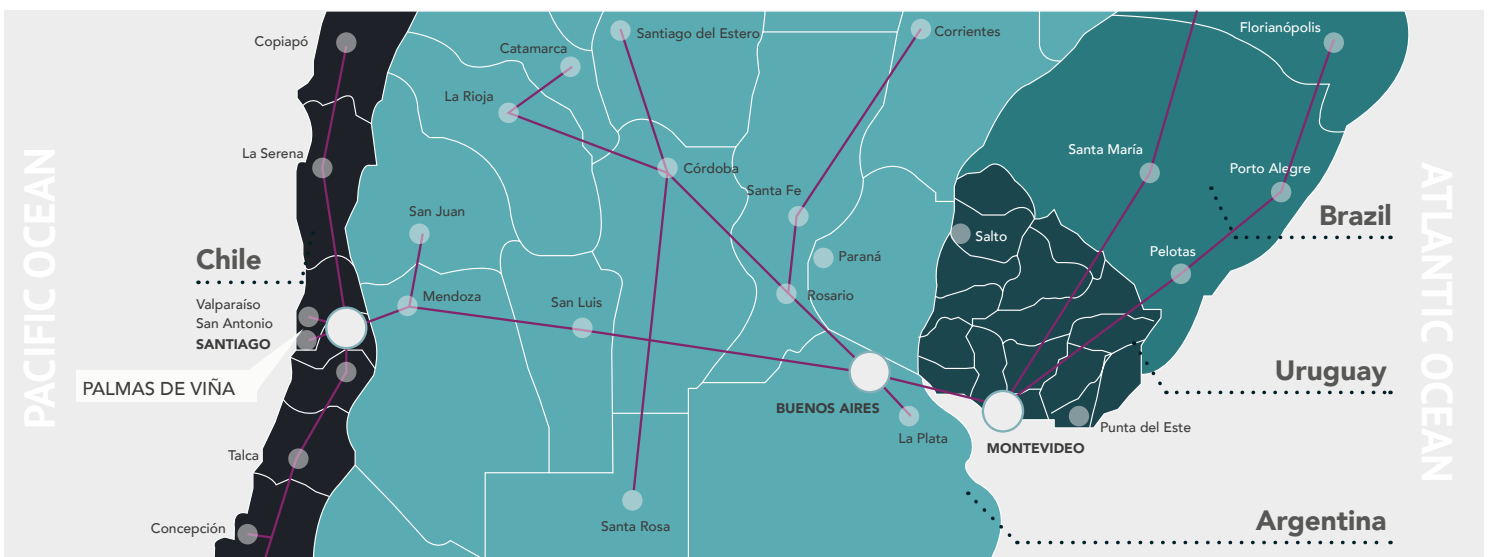 Copiapó
Catamarca
Santiago del Estero
Corrientes
Florianópolis
La Rioja
La Serena
Córdoba
Santa María
Porto Alegre
Santa Fe
San Juan
Brazil
Salto
Chile
Paraná
Pelotas
Valparaíso
San Antonio
SANTIAGO
Mendoza
San Luis
Rosario
PALMAS DE VIÑA
Uruguay
BUENOS AIRES
La Plata
Punta del Este
MONTEVIDEO
Talca
Concepción
Santa Rosa
Argentina
PACIFIC OCEAN
ATLANTIC OCEAN